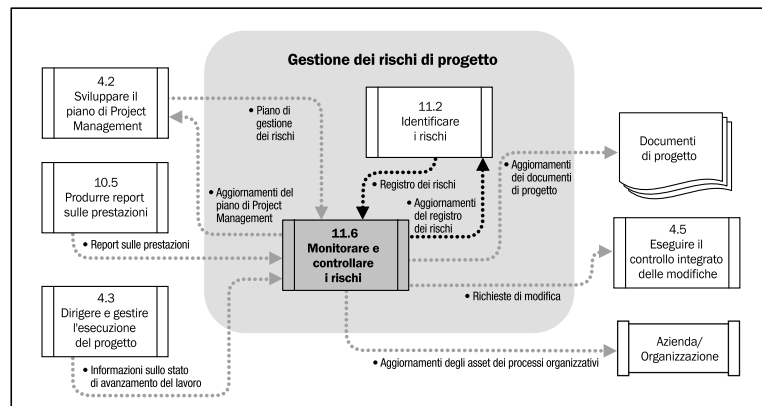 Gestione dei rischi di progetto
4.2
Sviluppare il
piano di Project
Management
• Piano di
gestione
dei rischi
11.2
Identificare
i rischi
Documenti
di progetto
10.5
Produrre report
sulle prestazioni
• Aggiornamenti del
piano di Project
Management
• Registro dei rischi
• Aggiornamenti
del registro
dei rischi
• Aggiornamenti
dei documenti
di progetto
• Report sulle prestazioni
11.6
Monitorare e
controllare
i rischi
4.5
Eseguire il
controllo integrato
delle modifiche
• Richieste di modifica
4.3
Dirigere e gestire
l'esecuzione
del progetto
• Informazioni sullo stato
di avanzamento del lavoro
• Aggiornamenti degli asset dei processi organizzativi
Azienda/
Organizzazione